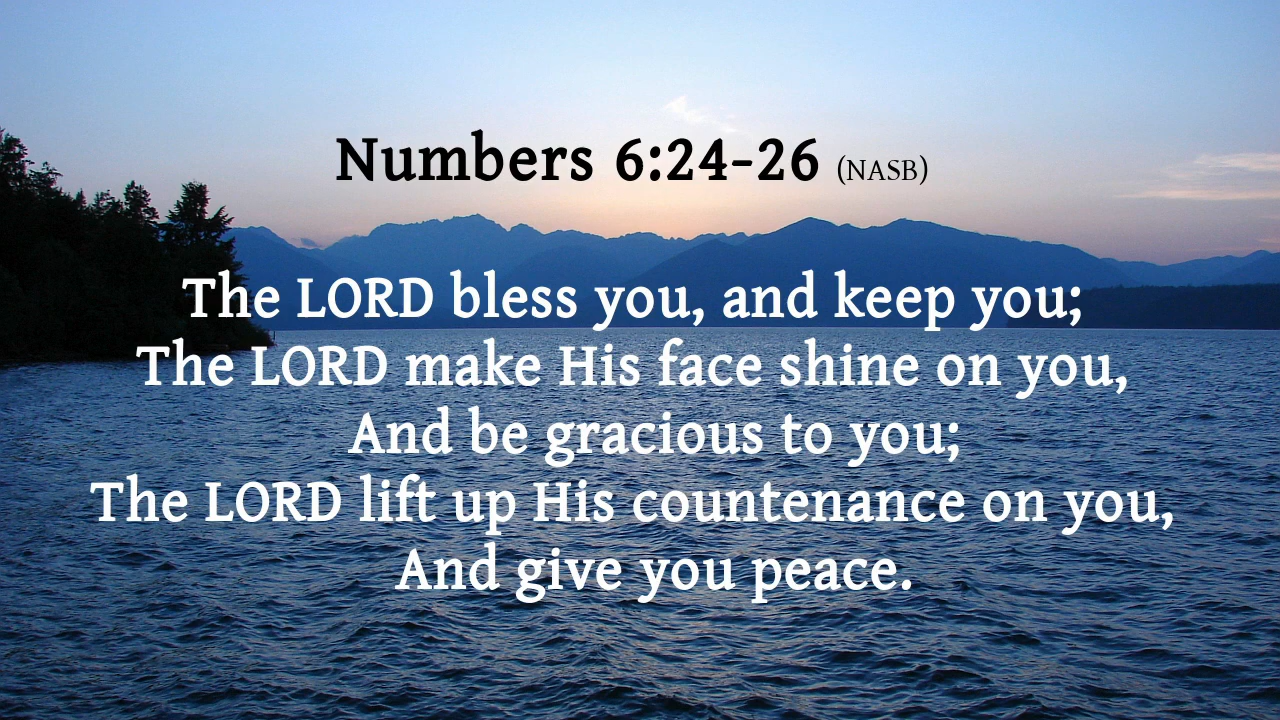 Numbers 6:24-26 (NASB)
The LORD bless you, and keep you;
The LORD make His face shine on you,
And be gracious to you;
The LORD lift up His countenance on you,
And give you peace.